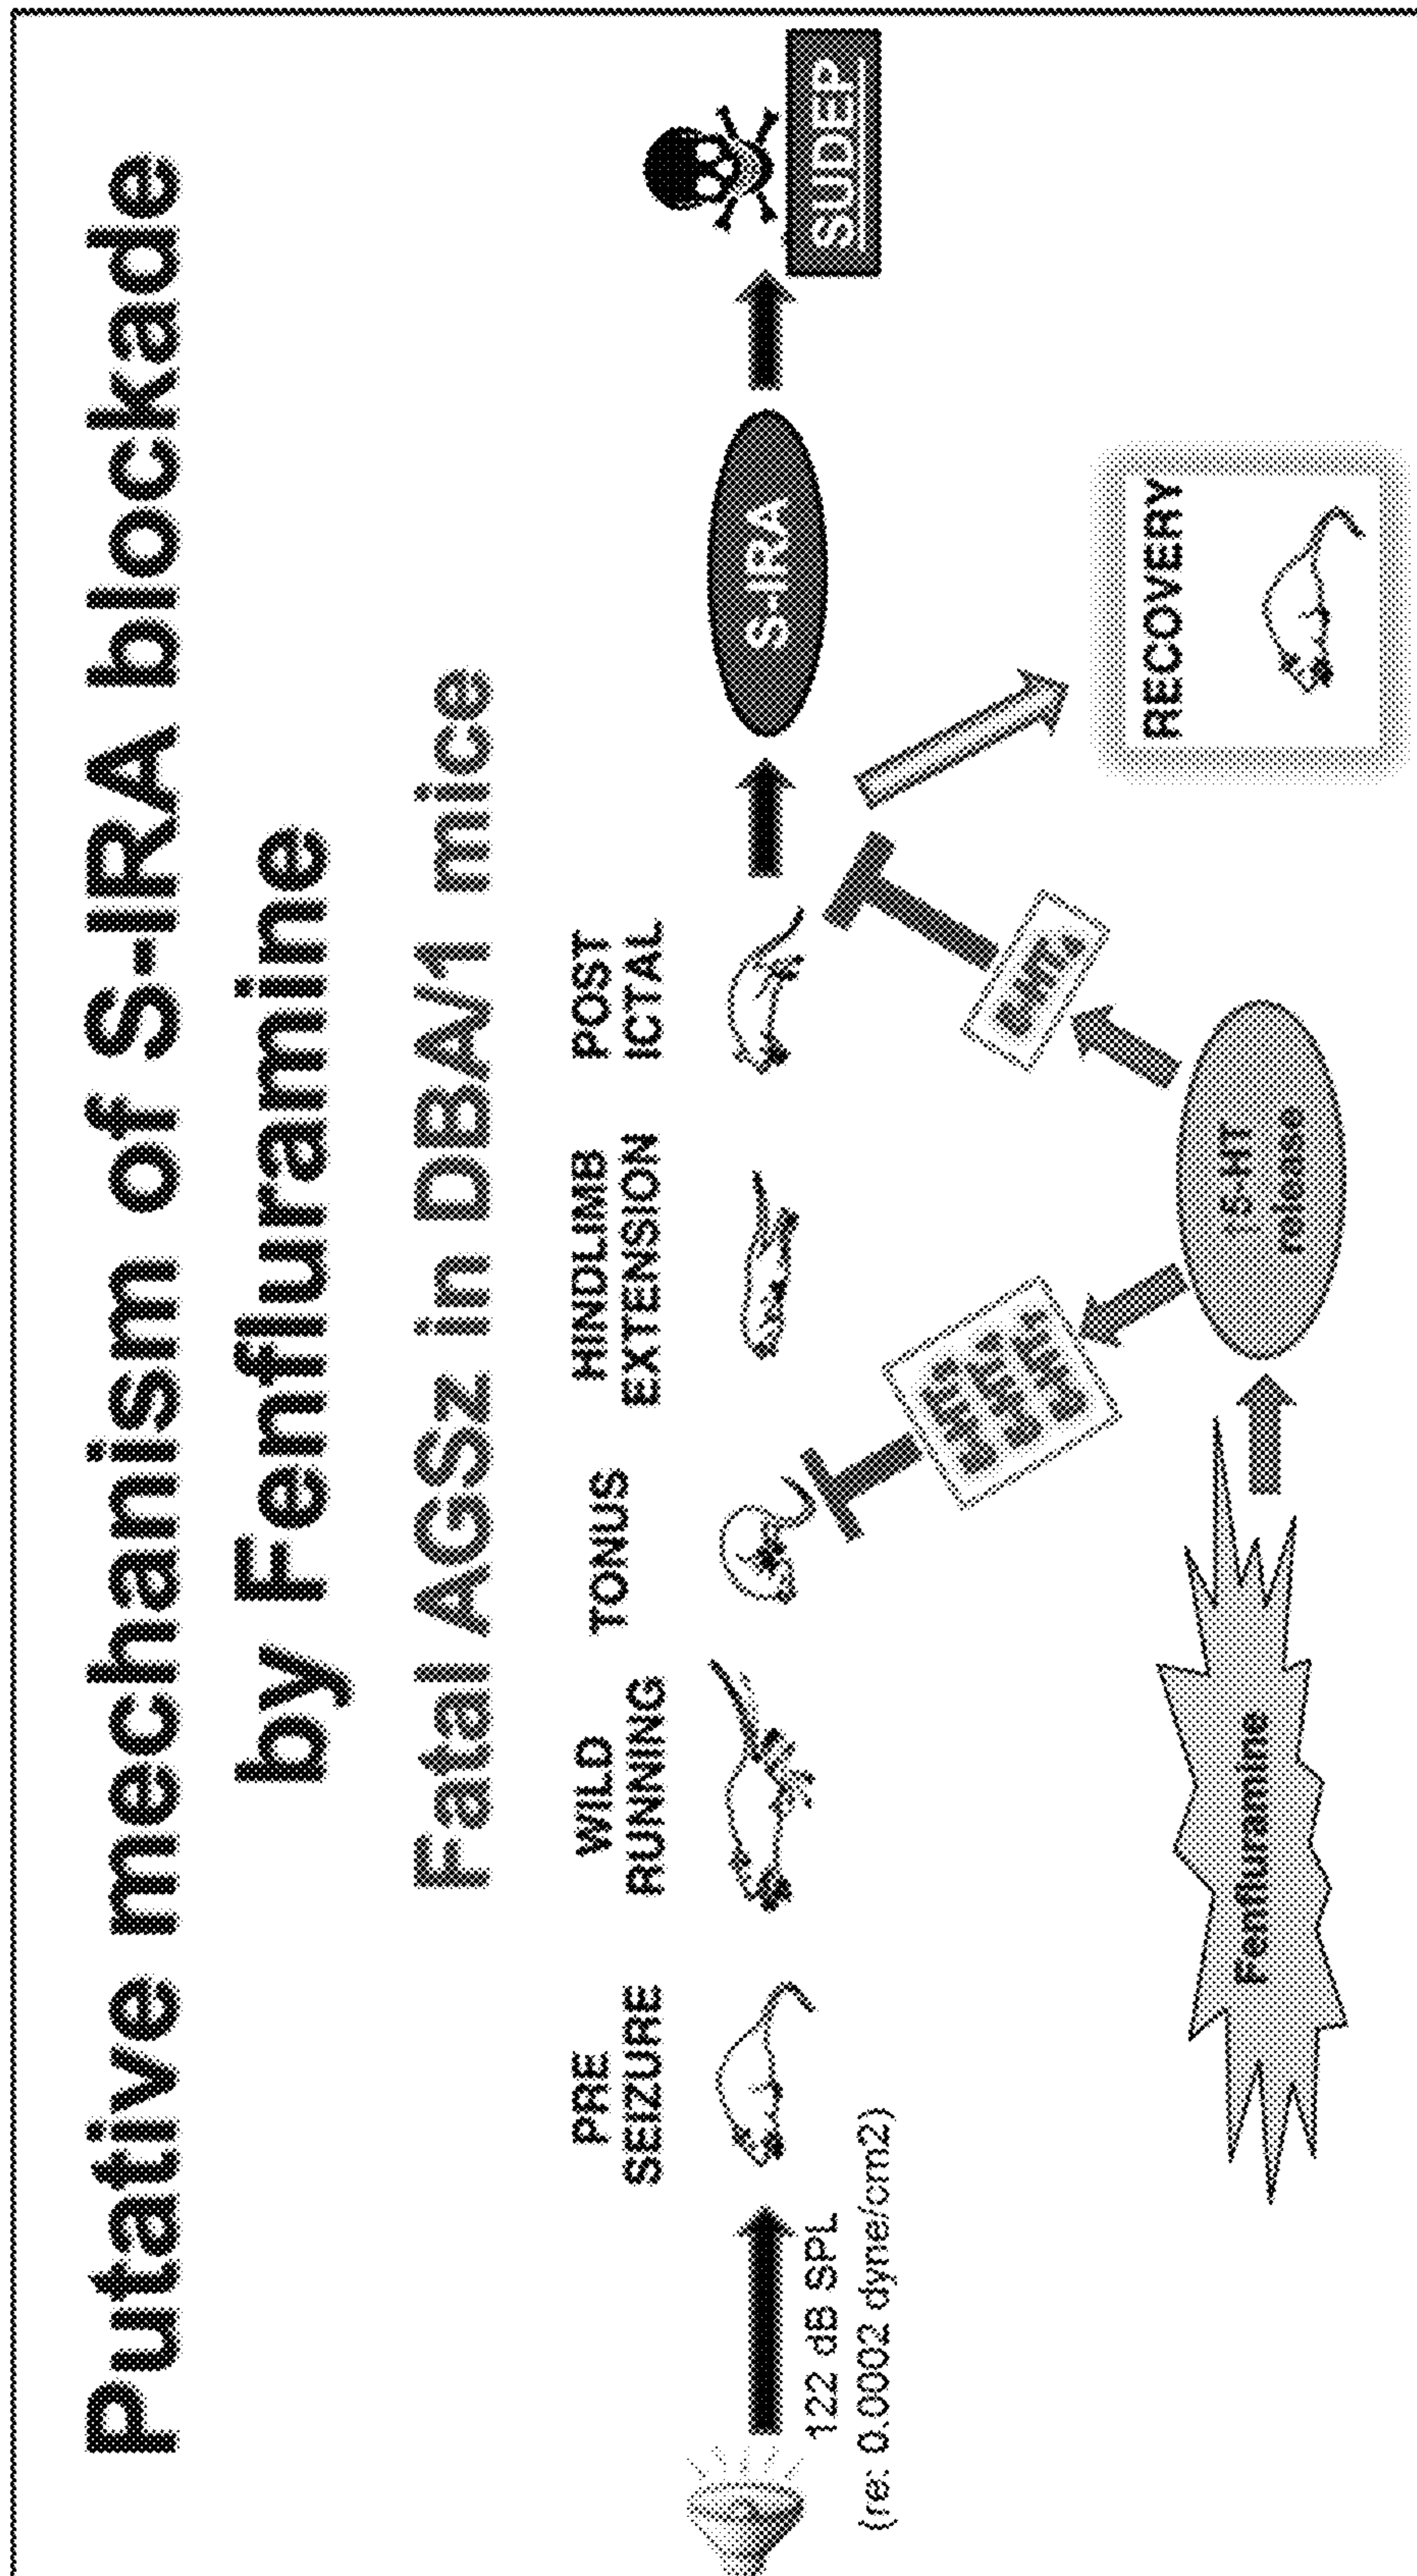 Putative mechanism of S-IRA blockade
by Fenfluramine
Fatal AGSz in DBA/1 mice
PRE
SEIZURE
WILD
RUNNING
TONUS
HINDLIMB
EXTENSION
POST
ICTAL
122 dB SPL
(re: 0.0002 dyne/cm2)
S-IRA
SUDEP
RECOVERY
Fenfluramine
↑5-HT
release